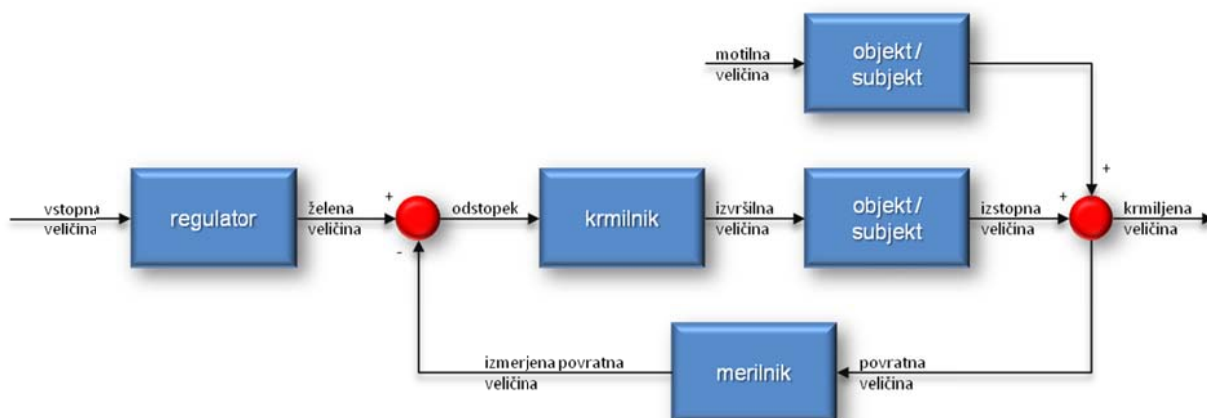 motilna
veličina
objekt/
subjekt
+
vstopna
veličina
regulator
želena
veličina
+
-
odstopek
krmilnik
izvršilna
veličina
objekt/
subjekt
izstopna
veličina
+
krmiljena
veličina
izmerjena povratna
veličina
merilnik
povratna
veličina